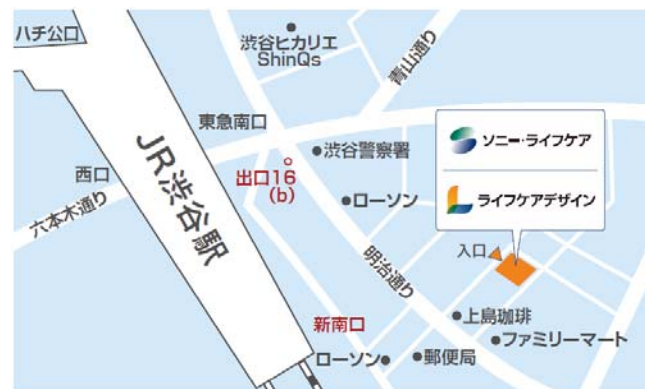 ハチ公口
渋谷ヒカリエ
ShinQs
青山通り
東急南口
渋谷警察署
ソニー・ライフケア
ライフケアデザイン
西口
出口16
(b)
ローソン
六本木通り
JR渋谷駅
明治通り
入口
新南口
上島珈琲
ファミリーマート
ローソン
郵便局